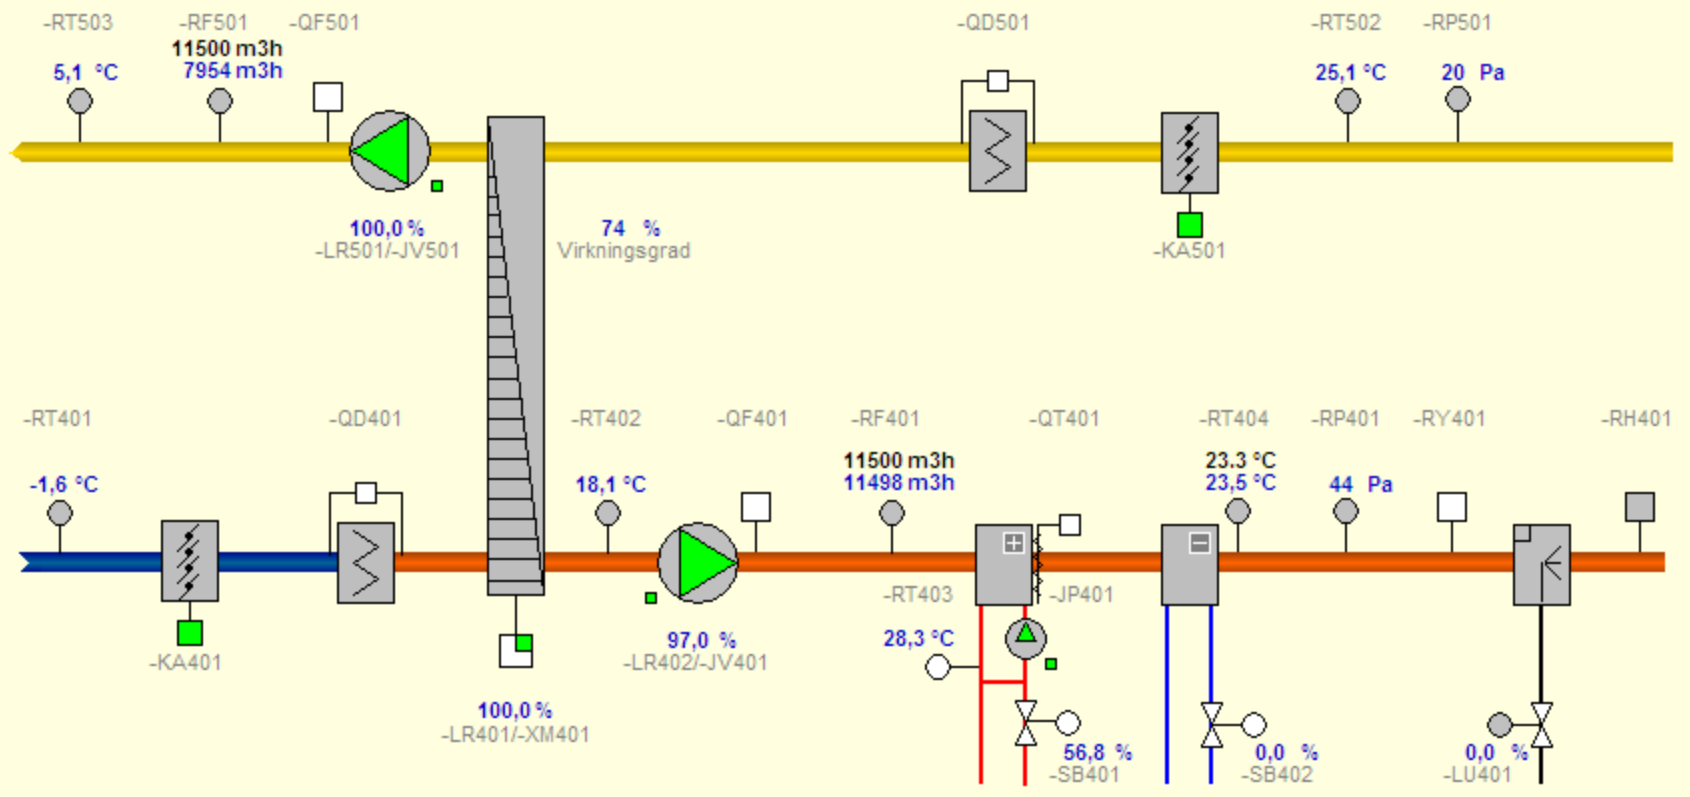 -RT503
-RF501
-QF501
-QD501
-RT502
-RP501
11500 m3h
5,1 °C
7954 m3h
25,1 °C
20 Pa
100,0 %
-LR501/-JV501
74 %
Virkningsgrad
-KA501
-RT401
-QD401
-RT402
-QF401
-RF401
-QT401
-RT404
-RP401
-RY401
-RH401
11500 m3h
23.3 °C
-1,6 °C
18,1 °C
11498 m3h
23,5 °C
44 Pa
-RT403
-JP401
28,3 °C
-KA401
97,0 %
-LR402/-JV401
100,0 %
-LR401/-XM401
56,8 %
-SB401
0,0 %
-SB402
0,0 %
-LU401